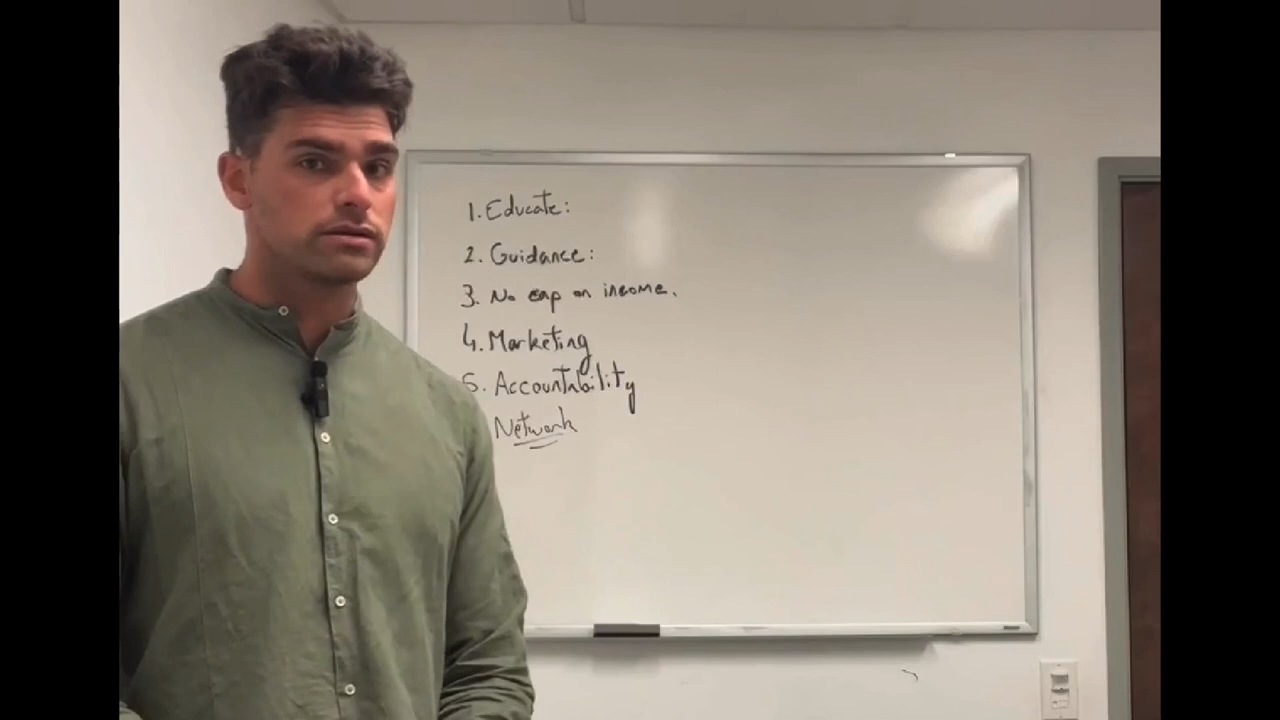 1. Educate:
2. Guidance:
3. No cap on income.
4. Marketing
5. Accountability
Network